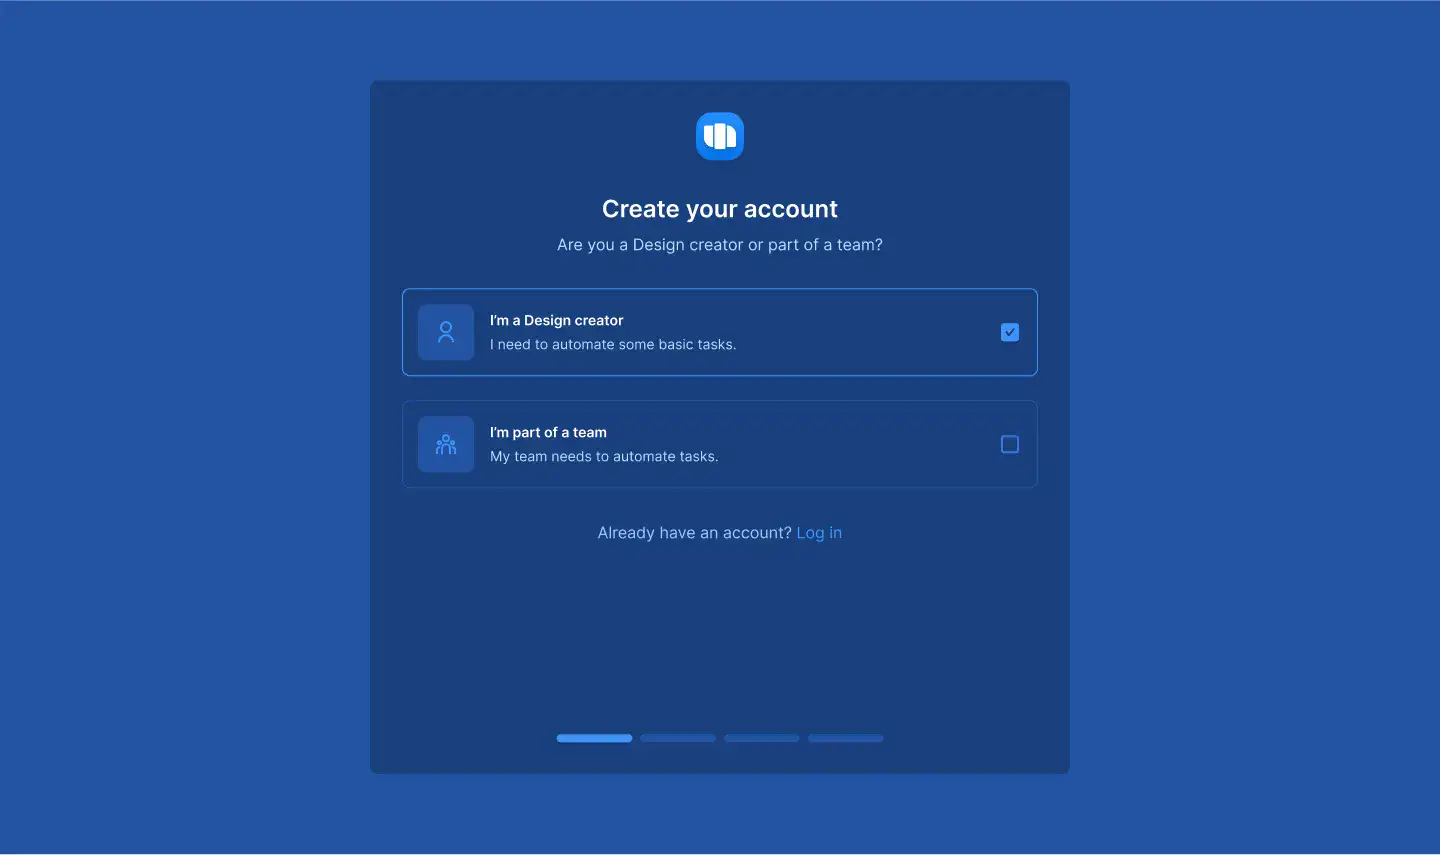 Create your account
Are you a Design creator or part of a team?
I’m a Design creator
I need to automate some basic tasks.
I’m part of a team
My team needs to automate tasks.
Already have an account? Log in